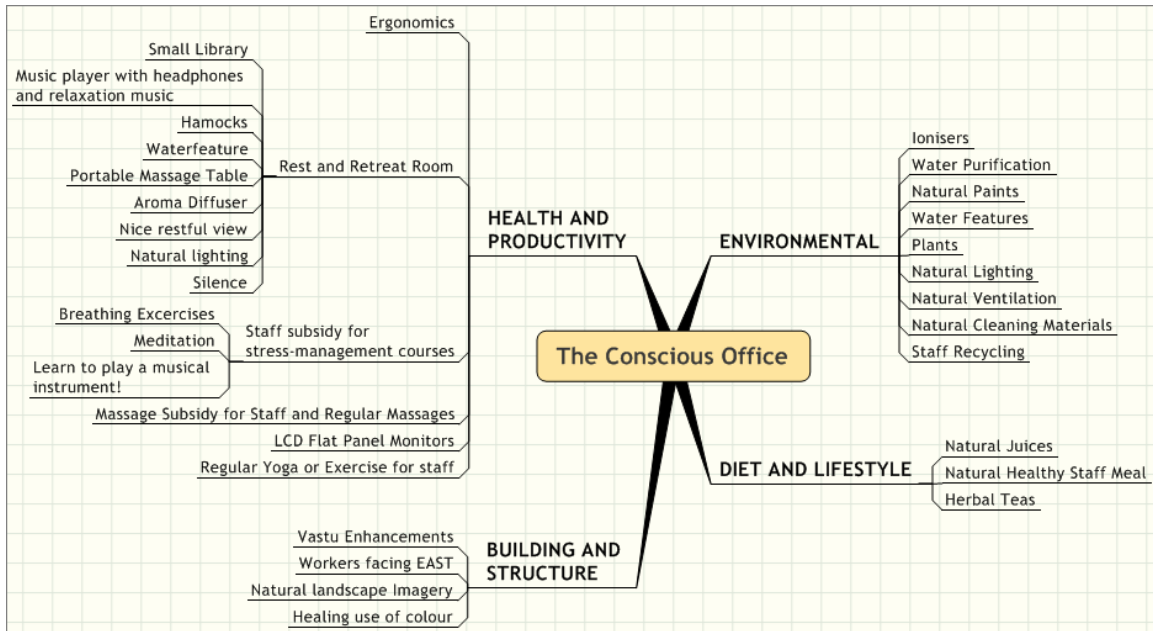 The Conscious Office
HEALTH AND
PRODUCTIVITY
Ergonomics
Rest and Retreat Room
Small Library
Music player with headphones
and relaxation music
Hamocks
Waterfeature
Portable Massage Table
Aroma Diffuser
Nice restful view
Natural lighting
Silence
Staff subsidy for
stress-management courses
Breathing Excercises
Meditation
Learn to play a musical
instrument!
Massage Subsidy for Staff and Regular Massages
LCD Flat Panel Monitors
Regular Yoga or Exercise for staff
BUILDING AND
STRUCTURE
Vastu Enhancements
Workers facing EAST
Natural landscape Imagery
Healing use of colour
ENVIRONMENTAL
Ionisers
Water Purification
Natural Paints
Water Features
Plants
Natural Lighting
Natural Ventilation
Natural Cleaning Materials
Staff Recycling
DIET AND LIFESTYLE
Natural Juices
Natural Healthy Staff Meal
Herbal Teas